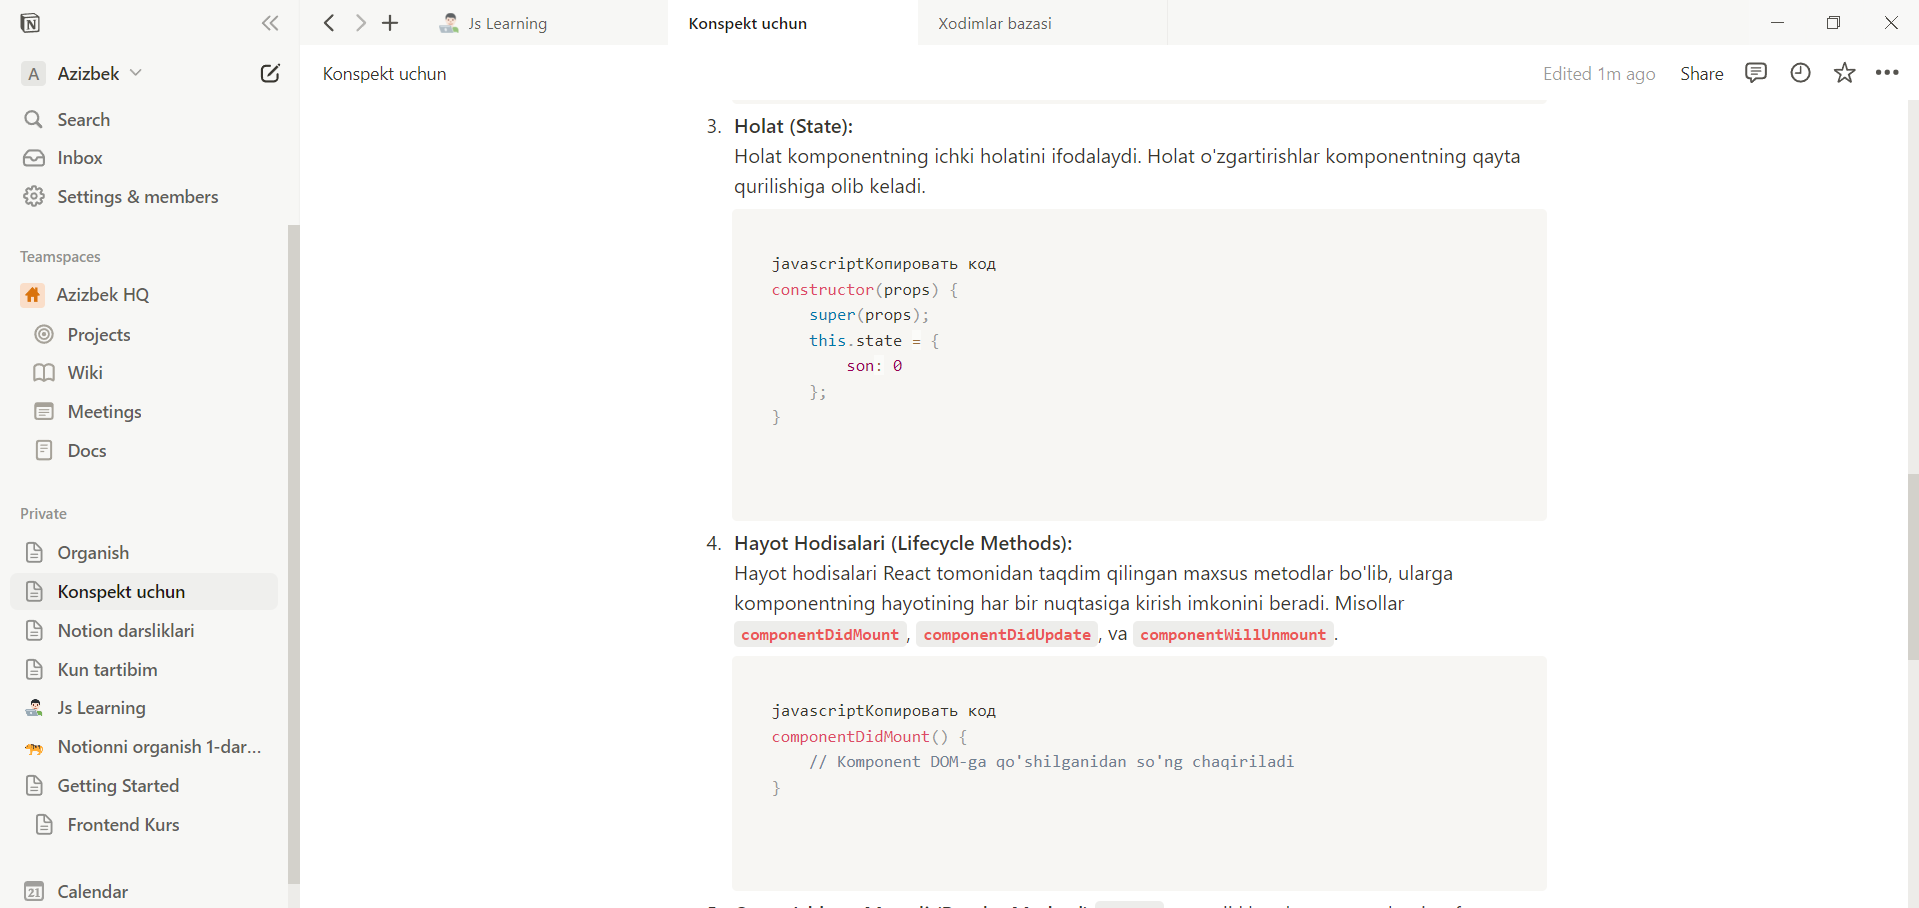 Js Learning
Konspekt uchun
Xodimlar bazasi
A Azizbek
Konspekt uchun
Edited 1m ago
Share
Search
Inbox
Settings & members
Teamspaces
Azizbek HQ
Projects
Wiki
Meetings
Docs
Private
Organish
Konspekt uchun
Notion darsliklari
Kun tartibim
Js Learning
Notionni organish 1-dar...
Getting Started
Frontend Kurs
21 Calendar
3. Holat (State):
Holat komponentning ichki holatini ifodalaydi. Holat o'zgartirishlar komponentning qayta
qurilishiga olib keladi.
javascriptКопировать код
constructor(props) {
    super(props);
    this.state = {
        son: 0
    };
}
4. Hayot Hodisalari (Lifecycle Methods):
Hayot hodisalari React tomonidan taqdim qilingan maxsus metodlar bo'lib, ularga
komponentning hayotining har bir nuqtasiga kirish imkonini beradi. Misollar
componentDidMount, componentDidUpdate, va componentWillUnmount.
javascriptКопировать код
componentDidMount() {
    // Komponent DOM-ga qo'shilganidan so'ng chaqiriladi
}